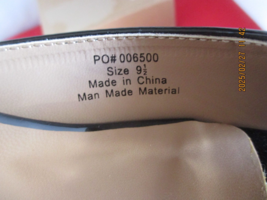 PO# 006500
Size 9½
Made in China
Man Made Material